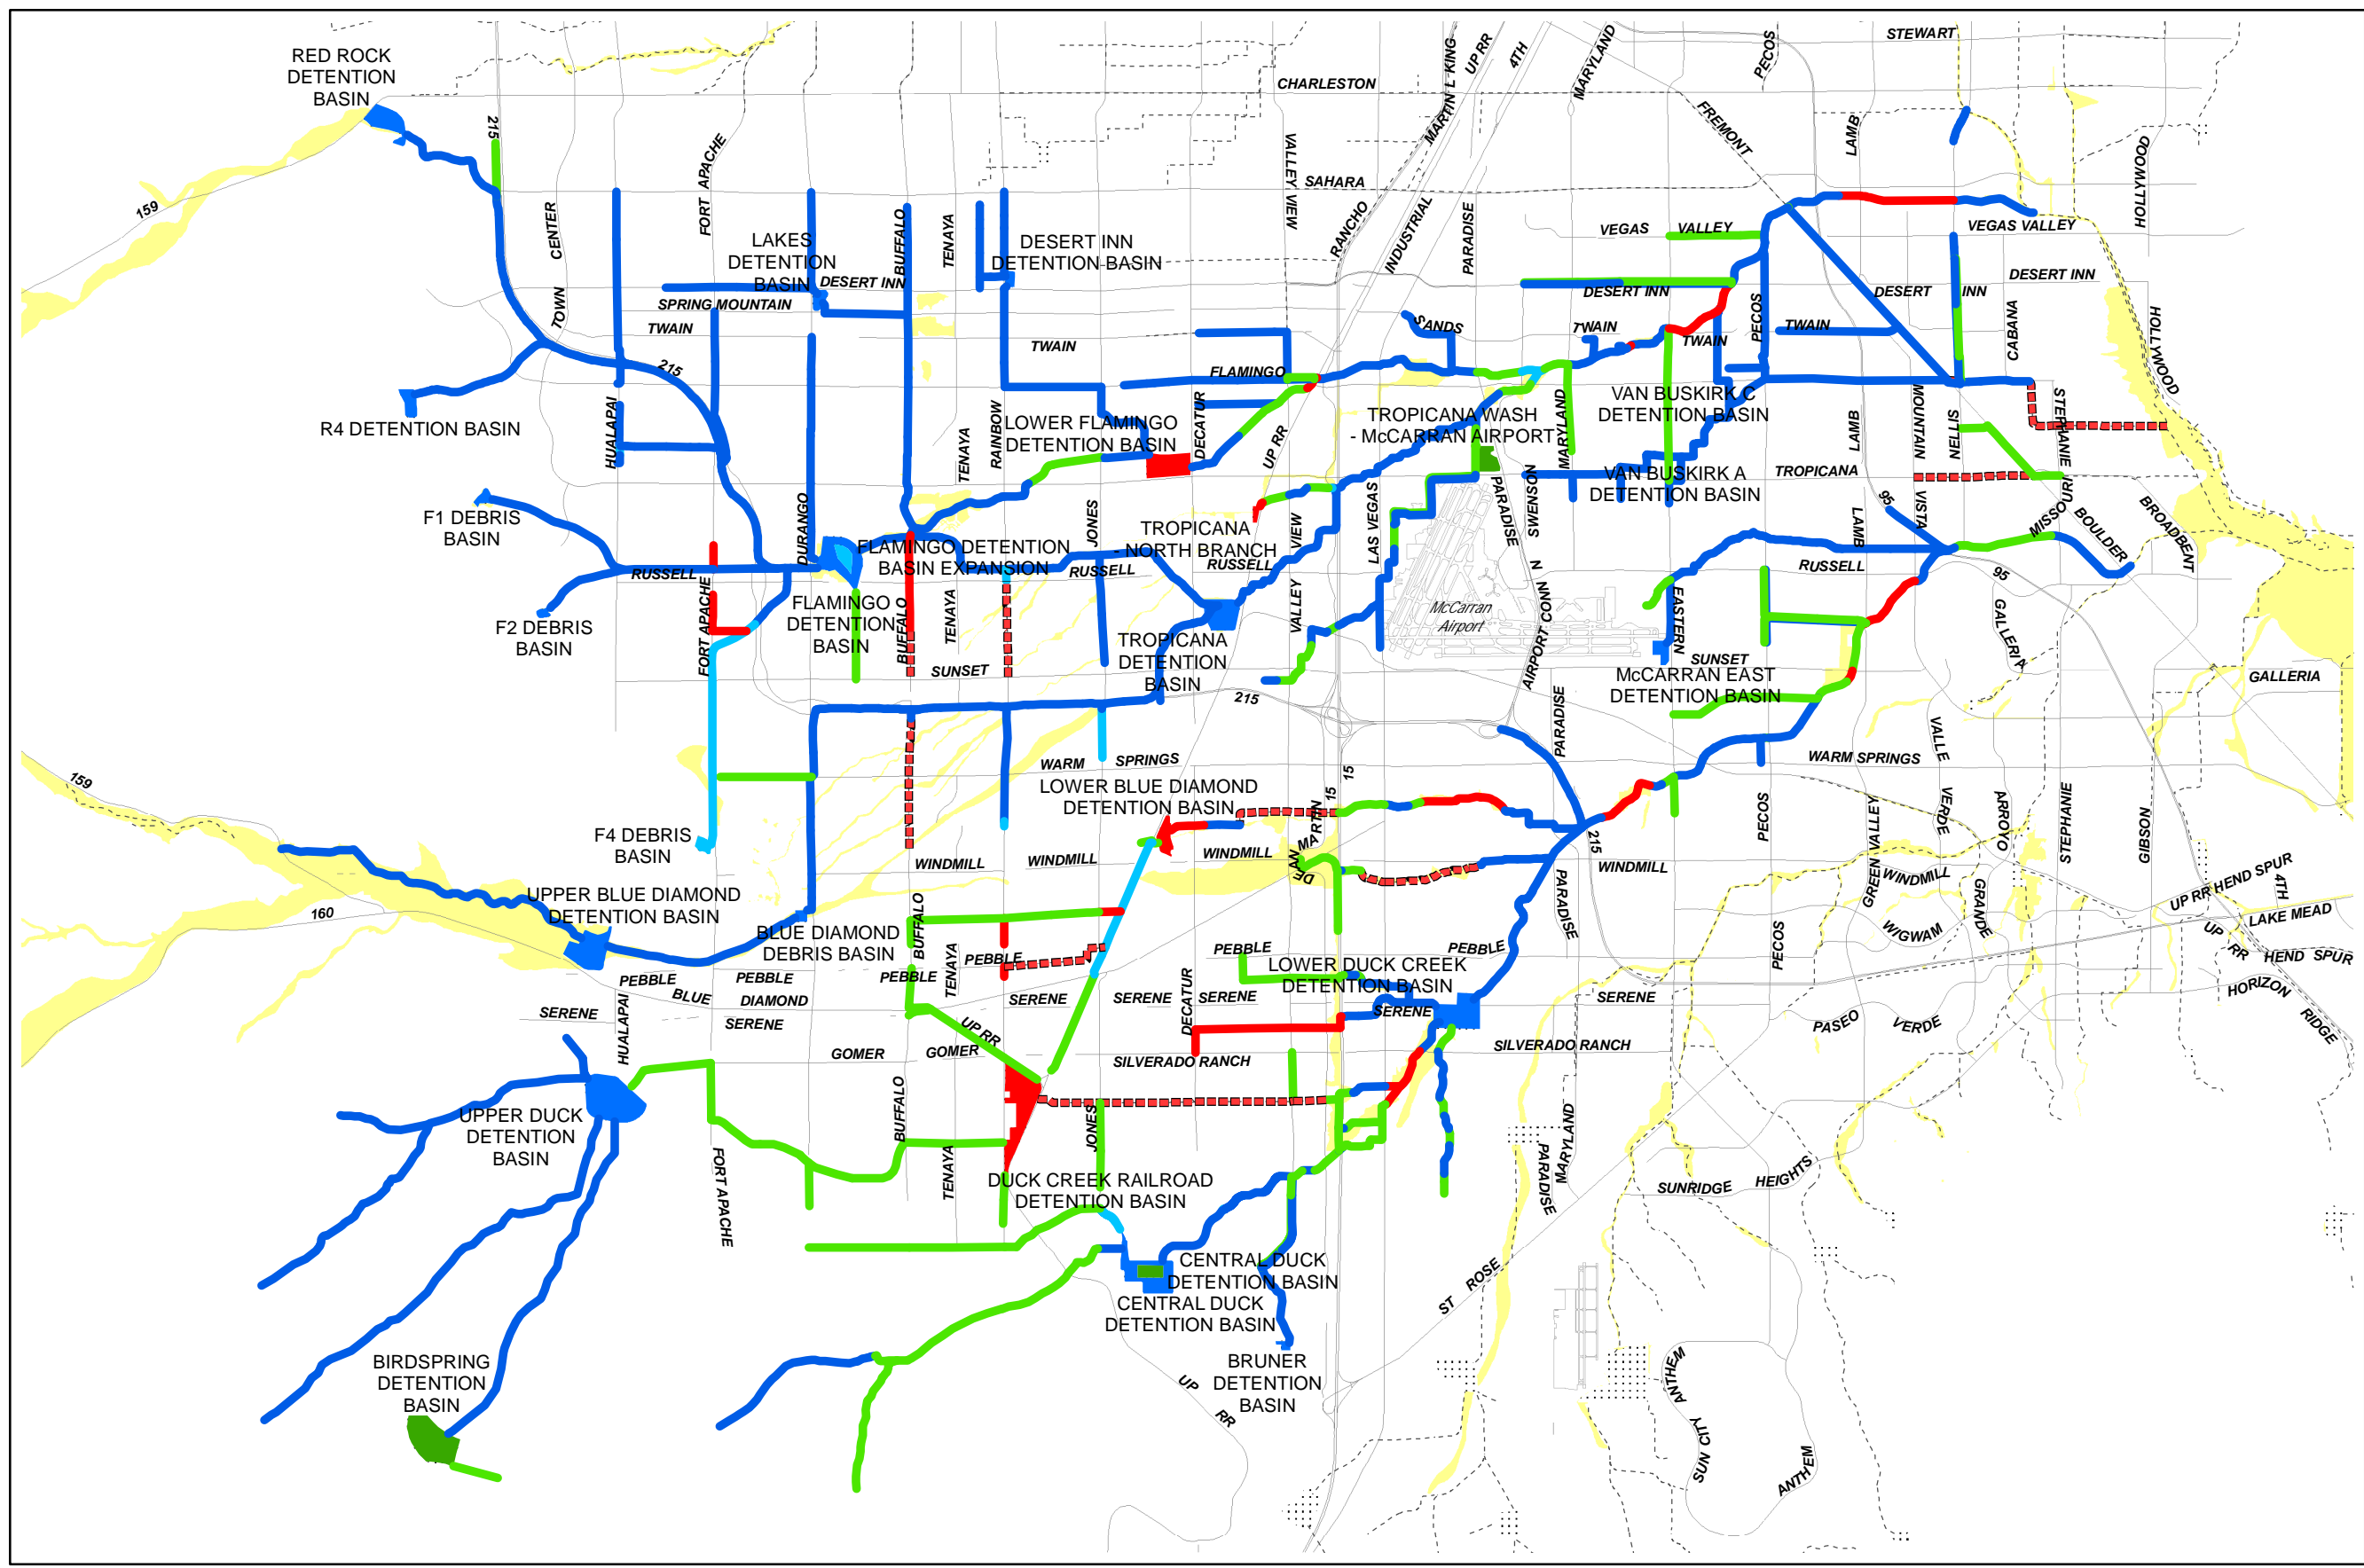 RED ROCK
DETENTION
BASIN
STEWART
CHARLESTON
MARTIN L KING
UP RR
4TH
MARYLAND
PECOS
FREMONT
LAMB
HOLLYWOOD
215
159
CENTER
TOWN
FORT APACHE
BUFFALO
TENAYA
VALLEY VIEW
SAHARA
RANCHO
INDUSTRIAL
PARADISE
VEGAS VALLEY
VEGAS VALLEY
LAKES
DETENTION
BASIN
DESERT INN
DETENTION BASIN
DESERT INN
SPRING MOUNTAIN
TWAIN
TWAIN
SANDS
TWAIN
TWAIN
TWAIN
DESERT INN
DESERT INN
DESERT INN
PECOS
CABANA
HOLLYWOOD
215
FLAMINGO
R4 DETENTION BASIN
HUALAPAI
LOWER FLAMINGO
DETENTION BASIN
TENAYA
RAINBOW
DECATUR
UP RR
TROPICANA WASH
- McCARRAN AIRPORT
MARYLAND
VAN BUSKIRK C
DETENTION BASIN
LAMB
MOUNTAIN
VISTA
NELLIS
STEPHANIE
TROPICANA
VAN BUSKIRK A
DETENTION BASIN
F1 DEBRIS
BASIN
DURANGO
JONES
TROPICANA
- NORTH BRANCH
VIEW
VALLEY
LAS VEGAS
PARADISE
SWENSON
95
LAMB
MISSOURI
BOULDER
BROADBENT
FLAMINGO DETENTION
BASIN EXPANSION
RUSSELL
RUSSELL
RUSSELL
RUSSELL
95
F2 DEBRIS
BASIN
FORT APACHE
FLAMINGO
DETENTION
BASIN
BUFFALO
TENAYA
TROPICANA
DETENTION
BASIN
McCarran
Airport
AIRPORT CONN N
EASTERN
GALLERIA
SUNSET
SUNSET
McCARRAN EAST
DETENTION BASIN
GALLERIA
215
PARADISE
159
WARM SPRINGS
WARM SPRINGS
VALLE
VERDE
LOWER BLUE DIAMOND
DETENTION BASIN
15
15
DEAN MARTIN
215
F4 DEBRIS
BASIN
WINDMILL
WINDMILL
WINDMILL
WINDMILL
WINDMILL
PECOS
GREEN VALLEY
ARROYO
GRANDE
STEPHANIE
GIBSON
UP RR HEND SPUR
4TH
LAKE MEAD
UP RR
HEND SPUR
UPPER BLUE DIAMOND
DETENTION BASIN
160
BLUE DIAMOND
DEBRIS BASIN
BUFFALO
TENAYA
PARADISE
WIGWAM
PEBBLE
PEBBLE
PEBBLE
PEBBLE
PEBBLE
PEBBLE
PECOS
BLUE
DIAMOND
LOWER DUCK CREEK
DETENTION BASIN
SERENE
SERENE
SERENE
SERENE
SERENE
SERENE
SERENE
HUALAPAI
DECATUR
UP RR
GOMER
GOMER
SILVERADO RANCH
SILVERADO RANCH
PASEO
VERDE
HORIZON
RIDGE
UPPER DUCK
DETENTION
BASIN
BUFFALO
JONES
FORT APACHE
TENAYA
DUCK CREEK RAILROAD
DETENTION BASIN
MARYLAND
PARADISE
SUNRIDGE
HEIGHTS
CENTRAL DUCK
DETENTION BASIN
CENTRAL DUCK
DETENTION BASIN
ST ROSE
BIRDSPRING
DETENTION
BASIN
BRUNER
DETENTION
BASIN
UP
RR
SUN CITY ANTHEM
ANTHEM